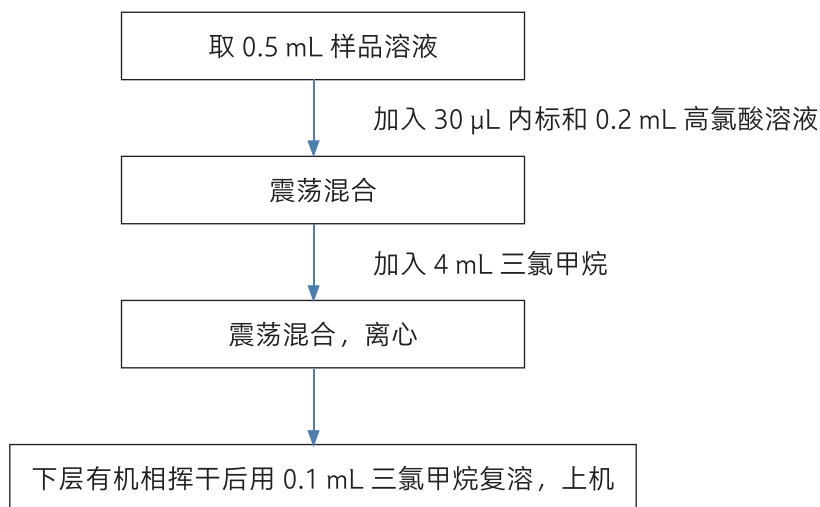 取 0.5 mL 样品溶液
加入 30 μL 内标和 0.2 mL 高氯酸溶液
震荡混合
加入 4 mL 三氯甲烷
震荡混合，离心
下层有机相挥干后用 0.1 mL 三氯甲烷复溶，上机